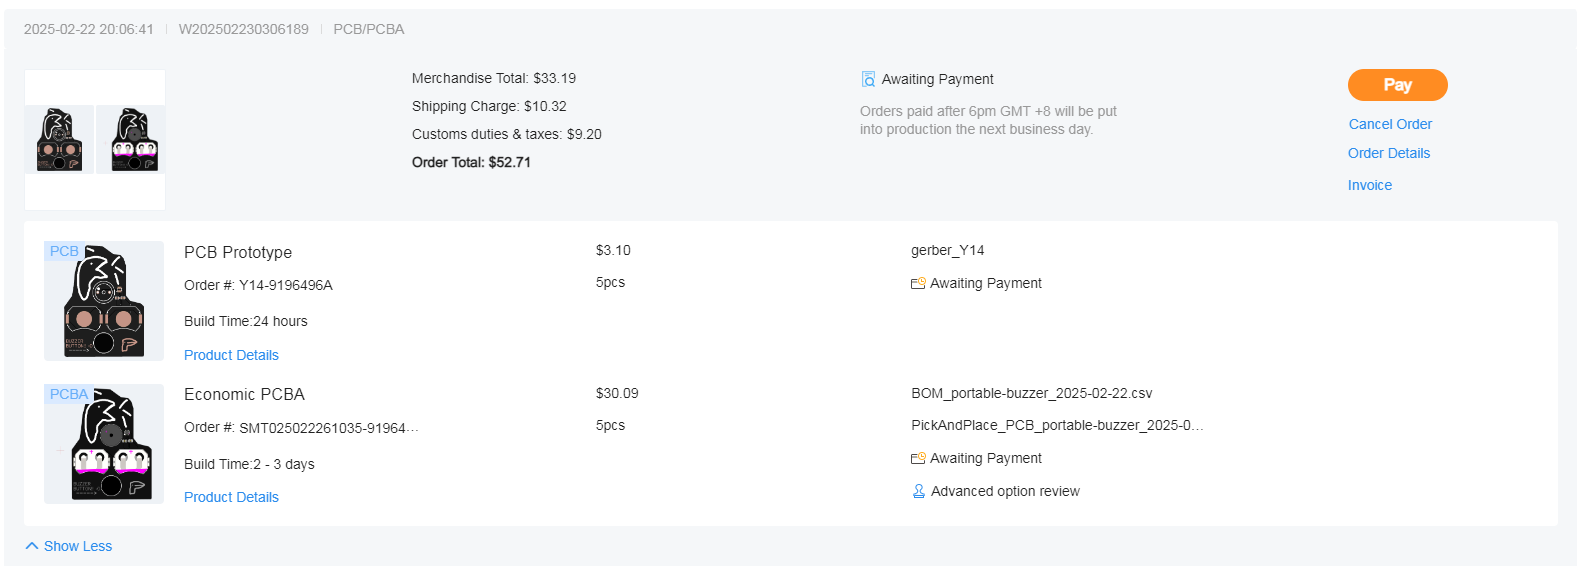 2025-02-22 20:06:41 W202502230306189 PCB/PCBA
Merchandise Total: $33.19
Shipping Charge: $10.32
Customs duties & taxes: $9.20
Order Total: $52.71
Awaiting Payment
Orders paid after 6pm GMT +8 will be put
into production the next business day.
Pay
Cancel Order
Order Details
Invoice
PCB
BUZZER
BUTTONS
PCB Prototype
Order #: Y14-9196496A
Build Time:24 hours
Product Details
$3.10
5pcs
gerber_Y14
Awaiting Payment
PCBA
BUZZER
BUTTONS
Economic PCBA
Order #: SMT025022261035-91964...
Build Time:2 - 3 days
Product Details
$30.09
5pcs
BOM_portable-buzzer_2025-02-22.csv
PickAndPlace_PCB_portable-buzzer_2025-0...
Awaiting Payment
Advanced option review
Show Less